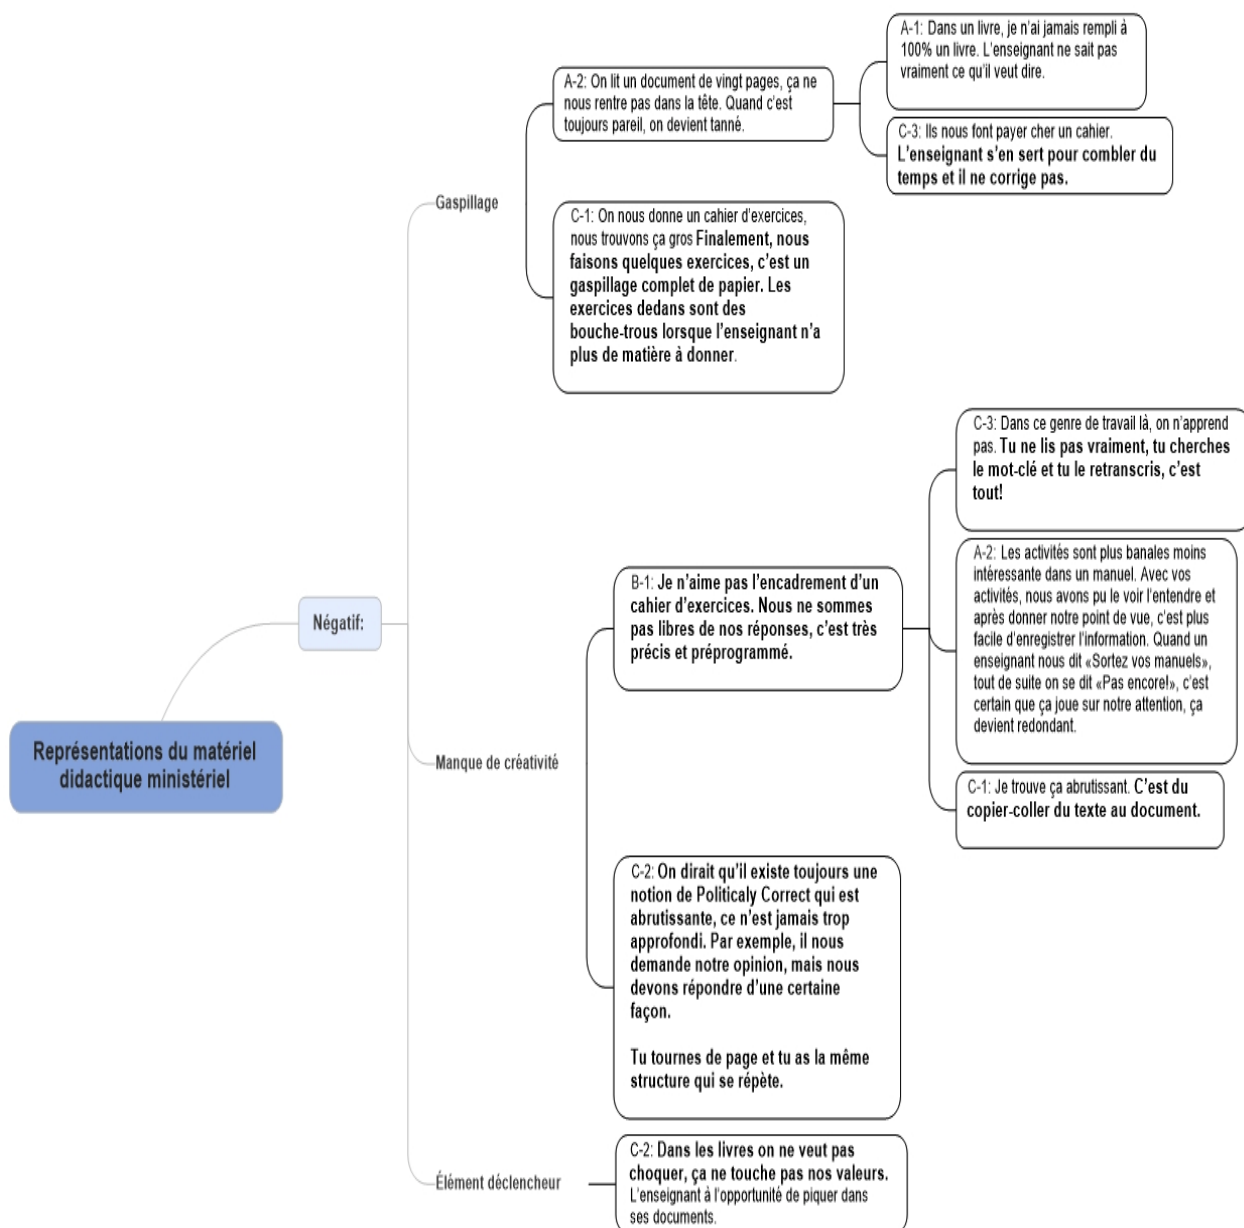 Représentations du matériel
didactique ministériel
Négatif:
Gaspillage
A-2: On lit un document de vingt pages, ça ne
nous rentre pas dans la tête. Quand c'est
toujours pareil, on devient tanné.
A-1: Dans un livre, je n'ai jamais rempli à
100% un livre. L'enseignant ne sait pas
vraiment ce qu'il veut dire.
C-3: Ils nous font payer cher un cahier.
L'enseignant s'en sert pour combler du
temps et il ne corrige pas.
C-1: On nous donne un cahier d'exercices,
nous trouvons ça gros Finalement, nous
faisons quelques exercices, c'est un
gaspillage complet de papier. Les
exercices dedans sont des
bouche-trous lorsque l'enseignant n'a
plus de matière à donner.
Manque de créativité
B-1: Je n'aime pas l'encadrement d'un
cahier d'exercices. Nous ne sommes
pas libres de nos réponses, c'est très
précis et préprogrammé.
C-3: Dans ce genre de travail là, on n'apprend
pas. Tu ne lis pas vraiment, tu cherches
le mot-clé et tu le retranscris, c'est
tout!
A-2: Les activités sont plus banales moins
intéressante dans un manuel. Avec vos
activités, nous avons pu le voir l'entendre et
après donner notre point de vue, c'est plus
facile d'enregistrer l'information. Quand un
enseignant nous dit «Sortez vos manuels»,
tout de suite on se dit «Pas encore!», c'est
certain que ça joue sur notre attention, ça
devient redondant.
C-1: Je trouve ça abrutissant. C'est du
copier-coller du texte au document.
C-2: On dirait qu'il existe toujours une
notion de Politicaly Correct qui est
abrutissante, ce n'est jamais trop
approfondi. Par exemple, il nous
demande notre opinion, mais nous
devons répondre d'une certaine
façon.
Tu tournes de page et tu as la même
structure qui se répète.
Élément déclencheur
C-2: Dans les livres on ne veut pas
choquer, ça ne touche pas nos valeurs.
L'enseignant à l'opportunité de piquer dans
ses documents.